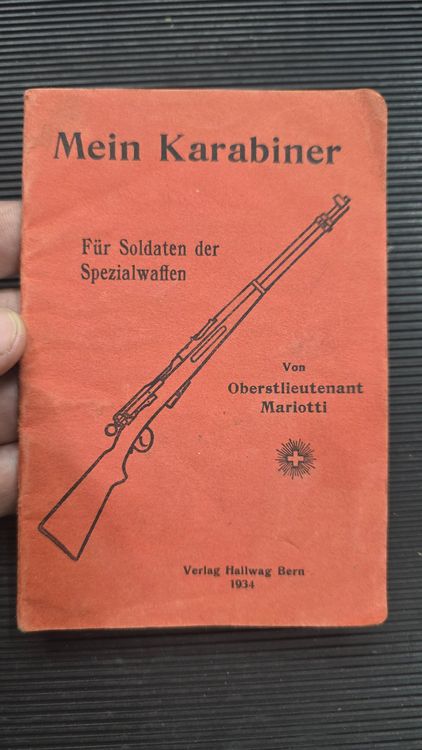 Mein Karabiner
Für Soldaten der
Spezialwaffen
Von
Oberstlieutenant
Mariotti
Verlag Hallwag Bern
1934